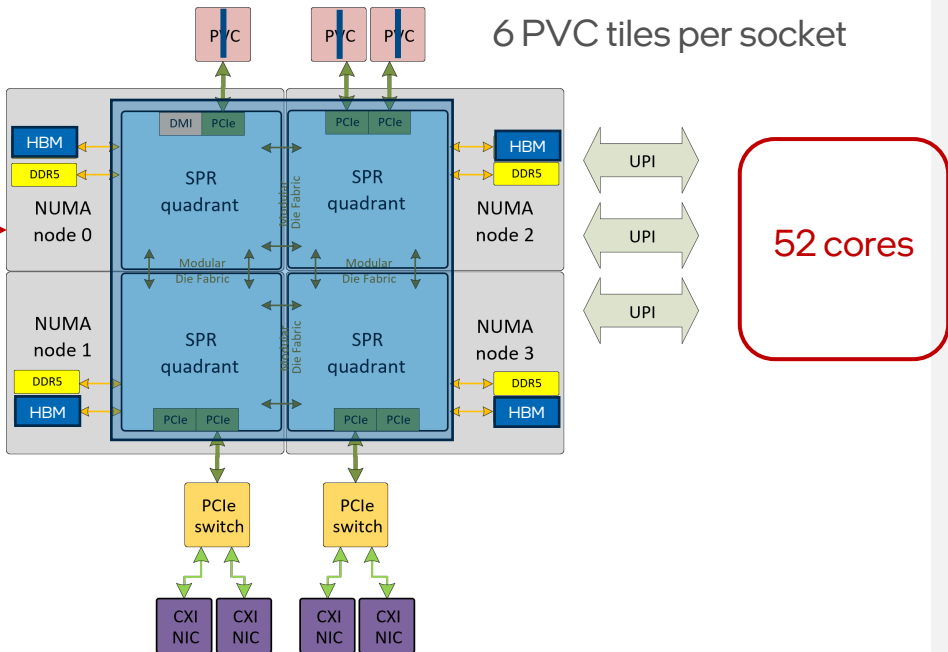 6 PVC tiles per socket
PVC
PVC
PVC
DMI
PCIe
PCIe
PCIe
HBM
DDR5
NUMA
node 0
SPR
quadrant
Modular
Die Fabric
SPR
quadrant
HBM
DDR5
NUMA
node 2
Modular
Die Fabric
Modular
Die Fabric
NUMA
node 1
DDR5
HBM
SPR
quadrant
Modular
Die Fabric
SPR
quadrant
NUMA
node 3
DDR5
HBM
PCIe
PCIe
PCIe
PCIe
UPI
UPI
UPI
52 cores
PCIe
switch
PCIe
switch
CXI
NIC
CXI
NIC
CXI
NIC
CXI
NIC